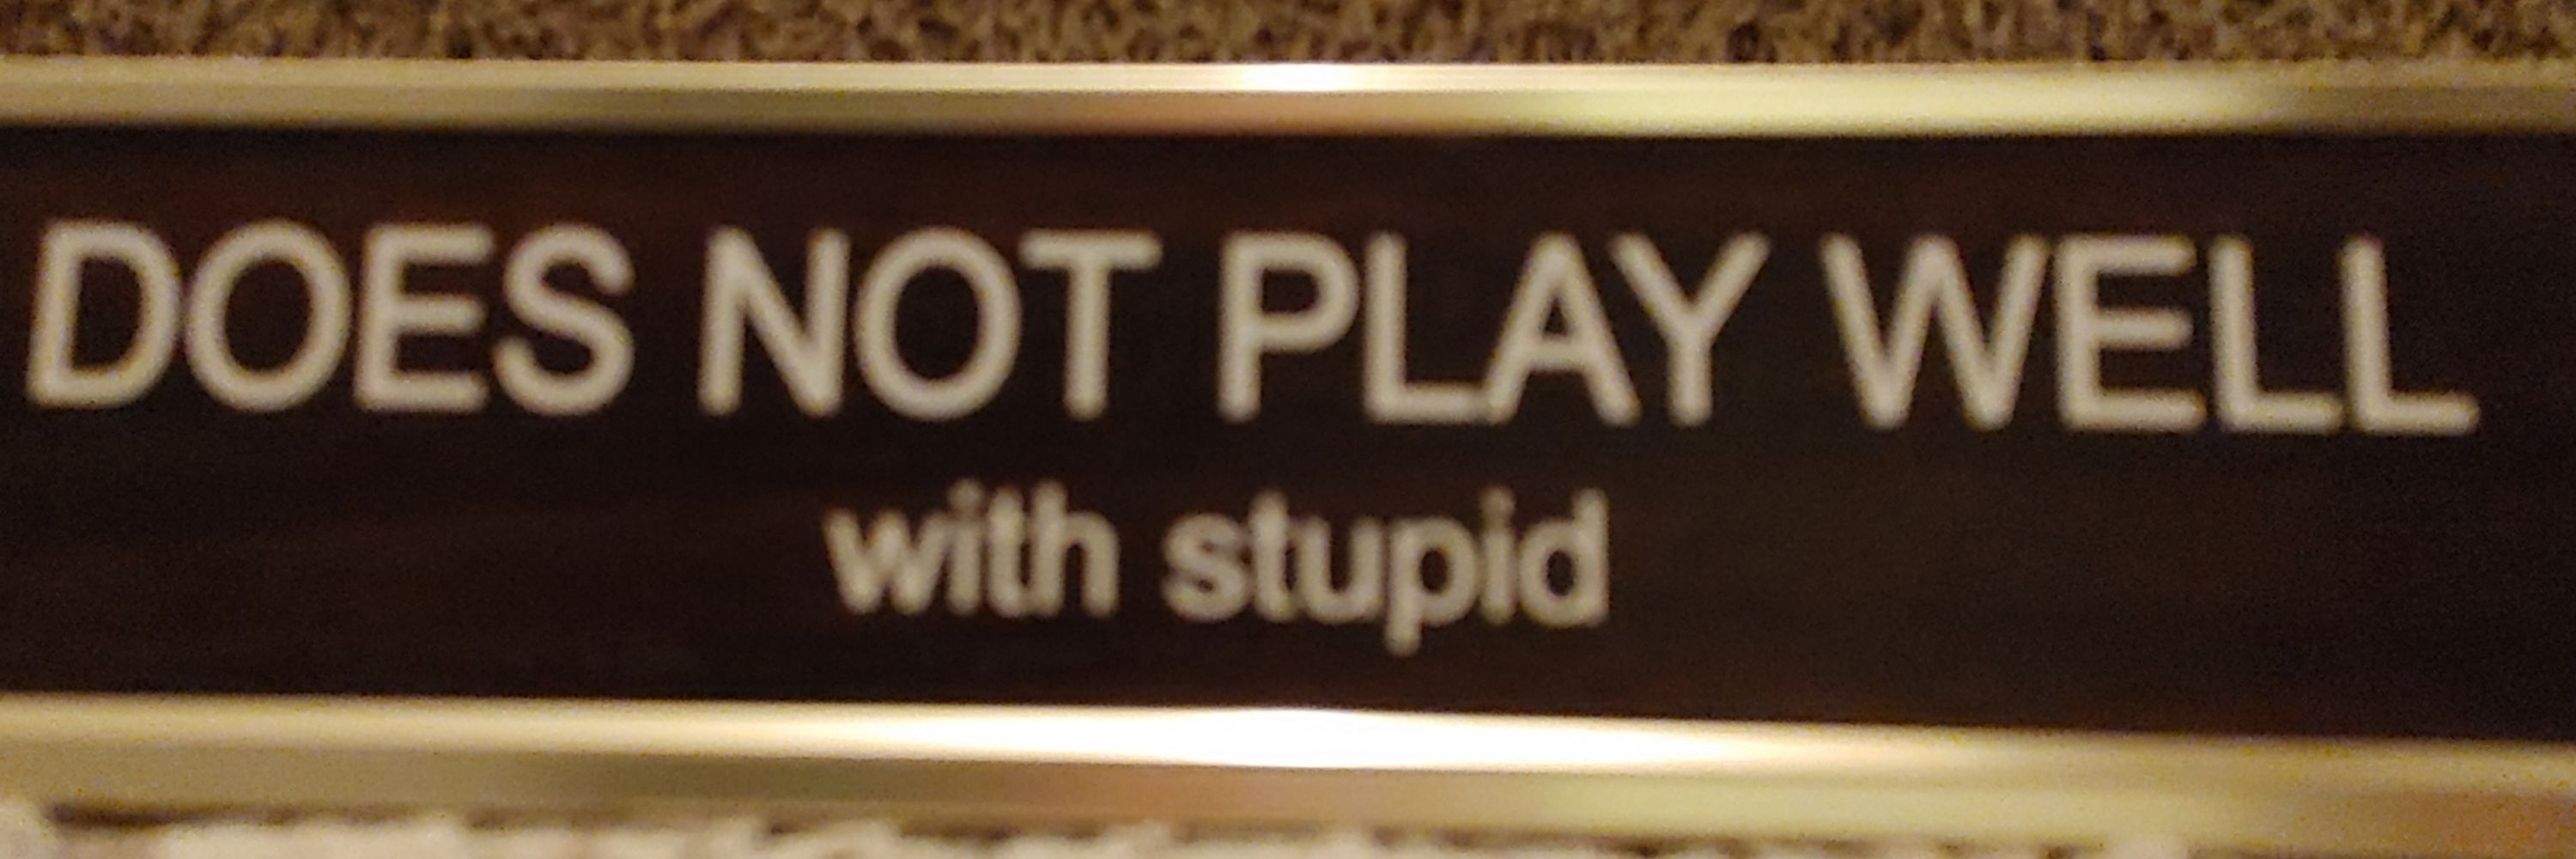 DOES NOT PLAY WELL
with stupid